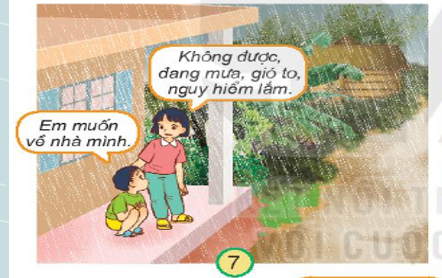 Không được,
đang mưa, gió to,
nguy hiểm lắm.
Em muốn
về nhà mình.
7